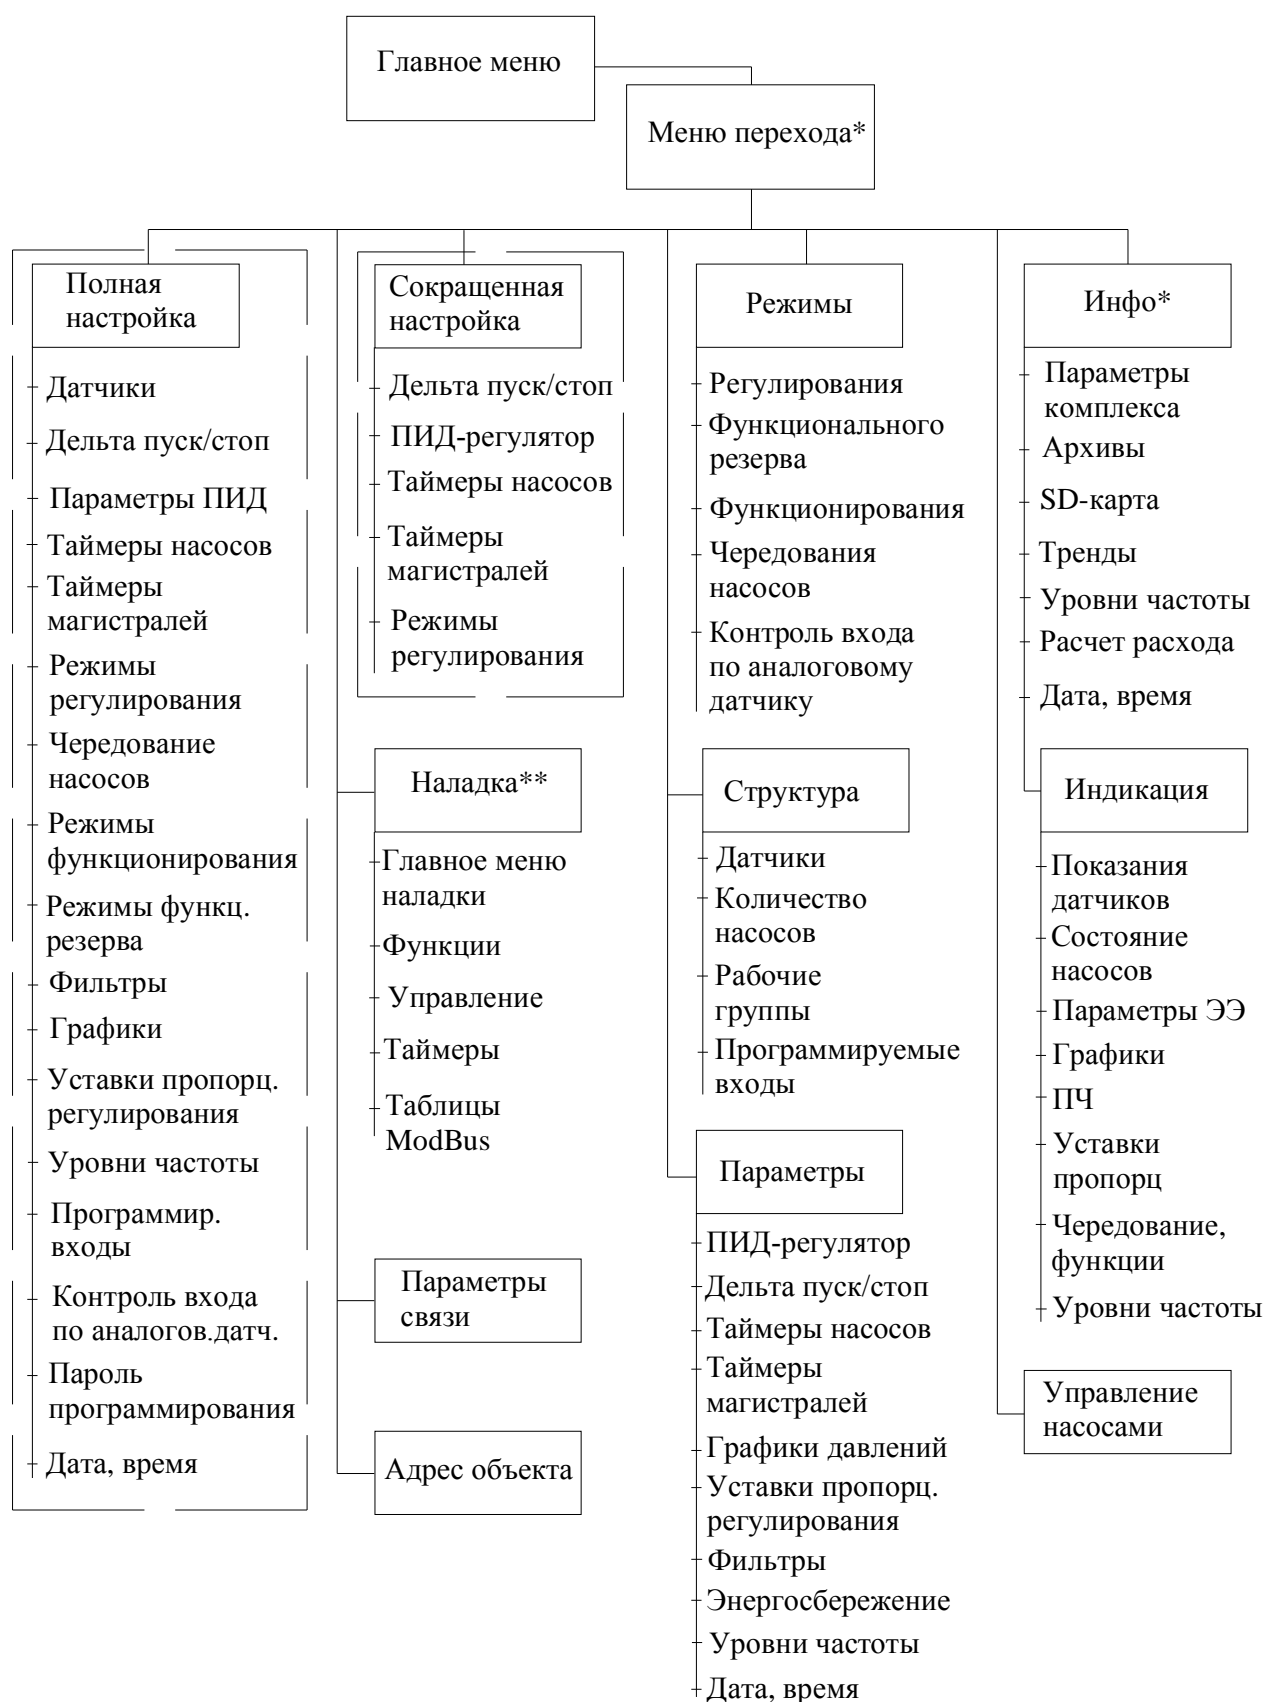 Главное меню
Меню перехода*
Полная
настройка
Датчики
Дельта пуск/стоп
Параметры ПИД
Таймеры насосов
Таймеры
магистралей
Режимы
регулирования
Чередование
насосов
Режимы
функционирования
Режимы функц.
резерва
Фильтры
Графики
Уставки пропорц.
регулирования
Уровни частоты
Программир.
входы
Контроль входа
по аналогов.датч.
Пароль
программирования
Дата, время
Сокращенная
настройка
Дельта пуск/стоп
ПИД-регулятор
Таймеры насосов
Таймеры
магистралей
Режимы
регулирования
Наладка**
Главное меню
наладки
Функции
Управление
Таймеры
Таблицы
ModBus
Параметры
связи
Адрес объекта
Режимы
Регулирования
Функционального
резерва
Функционирования
Чередования
насосов
Контроль входа
по аналоговому
датчику
Структура
Датчики
Количество
насосов
Рабочие
группы
Программируемые
входы
Параметры
ПИД-регулятор
Дельта пуск/стоп
Таймеры насосов
Таймеры
магистралей
Графики давлений
Уставки пропорц.
регулирования
Фильтры
Энергосбережение
Уровни частоты
Дата, время
Инфо*
Параметры
комплекса
Архивы
SD-карта
Тренды
Уровни частоты
Расчет расхода
Дата, время
Индикация
Показания
датчиков
Состояние
насосов
Параметры ЭЭ
Графики
ПЧ
Уставки
пропорц
Чередование,
функции
Уровни частоты
Управление
насосами